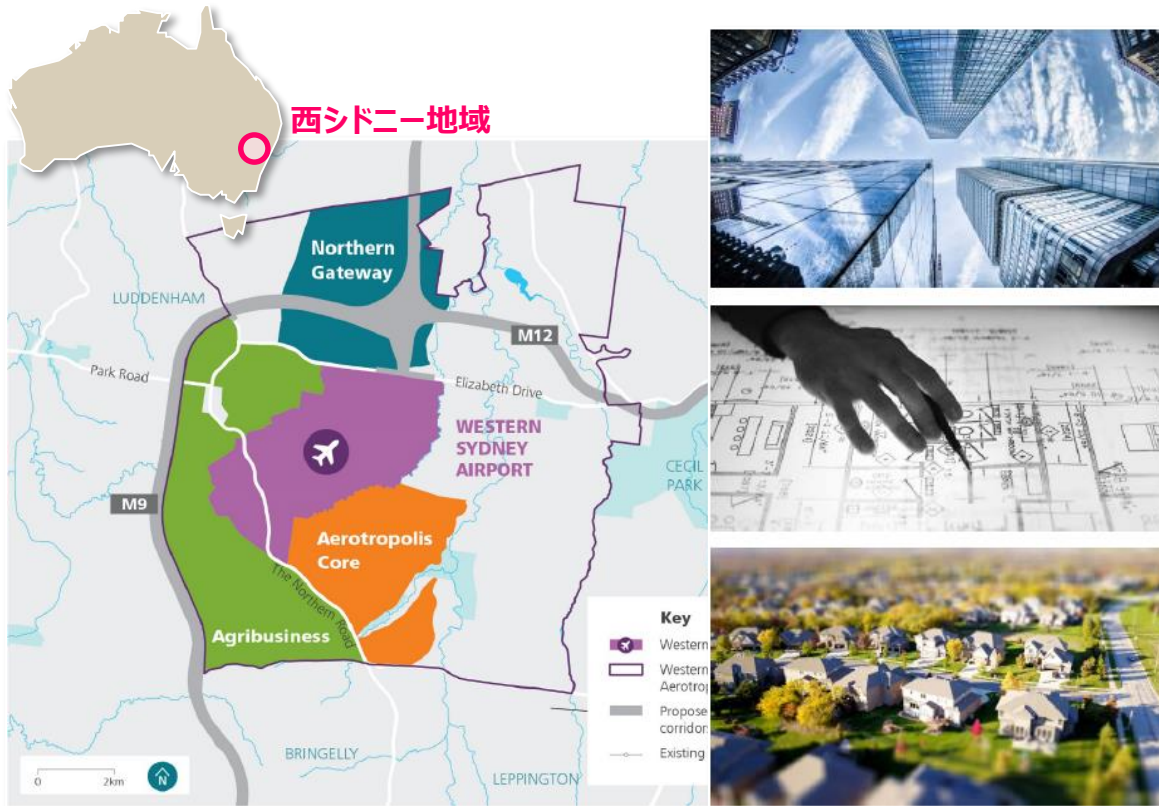 西シドニー地域
Northern
Gateway
LUDDENHAM
M12
Park Road
Elizabeth Drive
WESTERN
SYDNEY
AIRPORT
CECIL
PARK
M9
Aerotropolis
Core
The Northern Road
Agribusiness
Key
Western
Western
Aerotrop
Propose
corridor
Existing
BRINGELLY
LEPPINGTON
0 2km
N